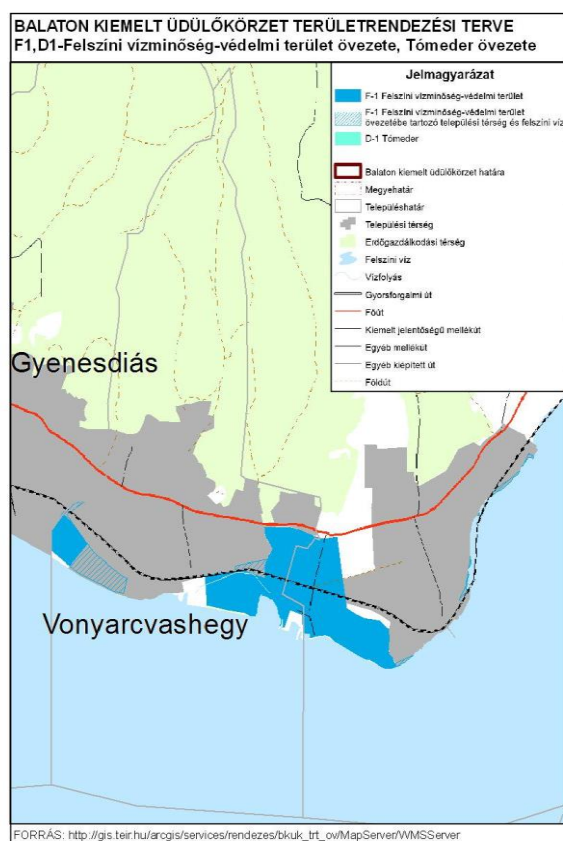 BALATON KIEMELT ÜDÜLŐKÖRZET TERÜLETRENDEZÉSI TERVE
F1,D1-Felszíni vízminőség-védelmi terület övezete, Tómeder övezete
Jelmagyarázat
F-1 Felszíni vízminőség-védelmi terület
F-1 Felszíni vízminőség-védelmi terület
övezetébe tartozó települési térség és felszíni víz
D-1 Tómeder
Balaton kiemelt üdülőkörzet határa
Megyehatár
Településhatár
Települési térség
Erdőgazdálkodási térség
Felszíni víz
Vízfolyás
Gyorsforgalmi út
Főút
Kiemelt jelentőségű mellékút
Egyéb mellékút
Egyéb kiépített út
Földút
Gyenesdiás
Vonyarcvashegy
FORRÁS: http://gis.teir.hu/arcgis/services/rendezes/bkuk_trt_ov/MapServer/WMSServer